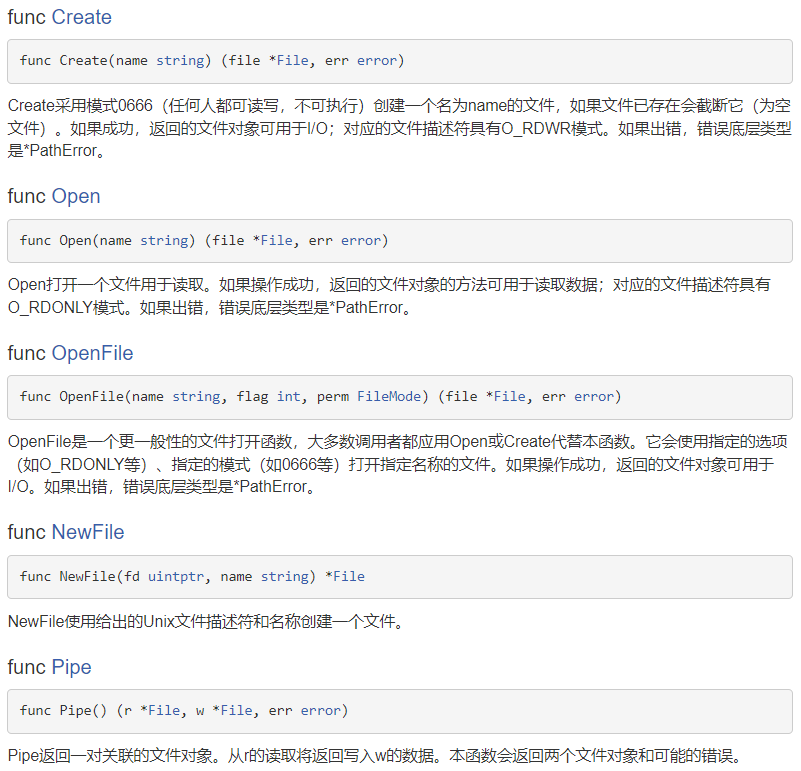 func Create
func Create(name string) (file *File, err error)
Create采用模式0666（任何人都可读写，不可执行）创建一个名为name的文件，如果文件已存在会截断它（为空
文件）。如果成功，返回的文件对象可用于I/O；对应的文件描述符具有O_RDWR模式。如果出错，错误底层类型
是*PathError。
func Open
func Open(name string) (file *File, err error)
Open打开一个文件用于读取。如果操作成功，返回的文件对象的方法可用于读取数据；对应的文件描述符具有
O_RDONLY模式。如果出错，错误底层类型是*PathError。
func OpenFile
func OpenFile(name string, flag int, perm FileMode) (file *File, err error)
OpenFile是一个更一般性的文件打开函数，大多数调用者都应用Open或Create代替本函数。它会使用指定的选项
（如O_RDONLY等）、指定的模式（如0666等）打开指定名称的文件。如果操作成功，返回的文件对象可用于
I/O。如果出错，错误底层类型是*PathError。
func NewFile
func NewFile(fd uintptr, name string) *File
NewFile使用给出的Unix文件描述符和名称创建一个文件。
func Pipe
func Pipe() (r *File, w *File, err error)
Pipe返回一对关联的文件对象。从r的读取将返回写入w的数据。本函数会返回两个文件对象和可能的错误。